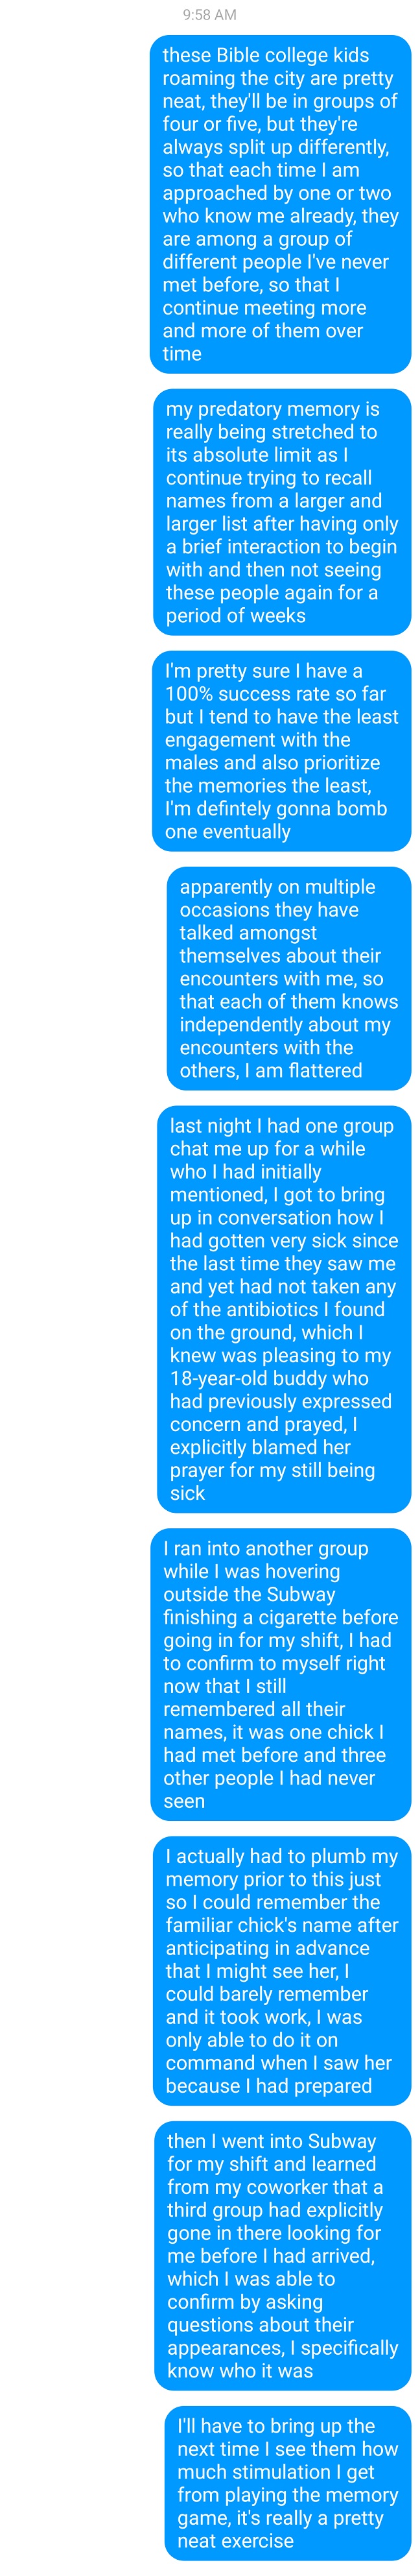 9:58 AM
these Bible college kids
roaming the city are pretty
neat, they'll be in groups of
four or five, but they're
always split up differently,
so that each time I am
approached by one or two
who know me already, they
are among a group of
different people I've never
met before, so that I
continue meeting more
and more of them over
time
my predatory memory is
really being stretched to
its absolute limit as I
continue trying to recall
names from a larger and
larger list after having only
a brief interaction to begin
with and then not seeing
these people again for a
period of weeks
I'm pretty sure I have a
100% success rate so far
but I tend to have the least
engagement with the
males and also prioritize
the memories the least,
I'm defintely gonna bomb
one eventually
apparently on multiple
occasions they have
talked amongst
themselves about their
encounters with me, so
that each of them knows
independently about my
encounters with the
others, I am flattered
last night I had one group
chat me up for a while
who I had initially
mentioned, I got to bring
up in conversation how I
had gotten very sick since
the last time they saw me
and yet had not taken any
of the antibiotics I found
on the ground, which I
knew was pleasing to my
18-year-old buddy who
had previously expressed
concern and prayed, I
explicitly blamed her
prayer for my still being
sick
I ran into another group
while I was hovering
outside the Subway
finishing a cigarette before
going in for my shift, I had
to confirm to myself right
now that I still
remembered all their
names, it was one chick I
had met before and three
other people I had never
seen
I actually had to plumb my
memory prior to this just
so I could remember the
familiar chick's name after
anticipating in advance
that I might see her, I
could barely remember
and it took work, I was
only able to do it on
command when I saw her
because I had prepared
then I went into Subway
for my shift and learned
from my coworker that a
third group had explicitly
gone in there looking for
me before I had arrived,
which I was able to
confirm by asking
questions about their
appearances, I specifically
know who it was
I'll have to bring up the
next time I see them how
much stimulation I get
from playing the memory
game, it's really a pretty
neat exercise